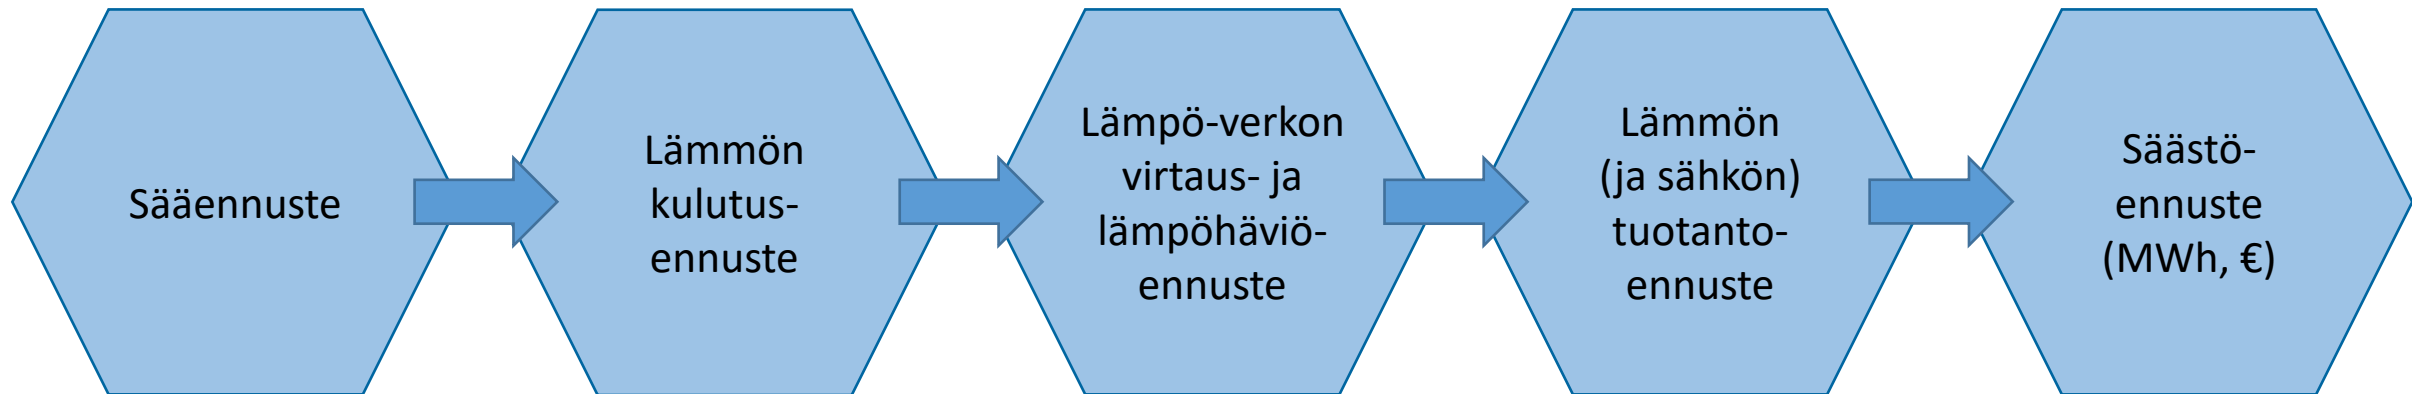 Sääennuste
Lämmön
kulutus-
ennuste
Lämpö-verkon
virtaus- ja
lämpöhäviö-
ennuste
Lämmön
(ja sähkön)
tuotanto-
ennuste
Säästö-
ennuste
(MWh, €)